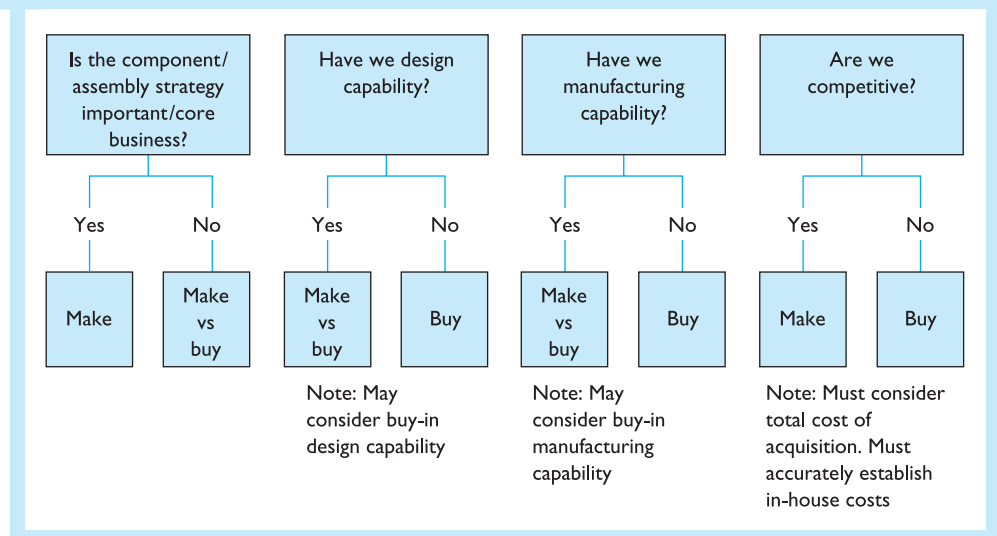 Is the component/
assembly strategy
important/core
business?
Yes
No
Make
Make
vs
buy
Have we design
capability?
Yes
No
Make
vs
buy
Buy
Note: May
consider buy-in
design capability
Have we
manufacturing
capability?
Yes
No
Make
vs
buy
Buy
Note: May
consider buy-in
manufacturing
capability
Are we
competitive?
Yes
No
Make
Buy
Note: Must consider
total cost of
acquisition. Must
accurately establish
in-house costs